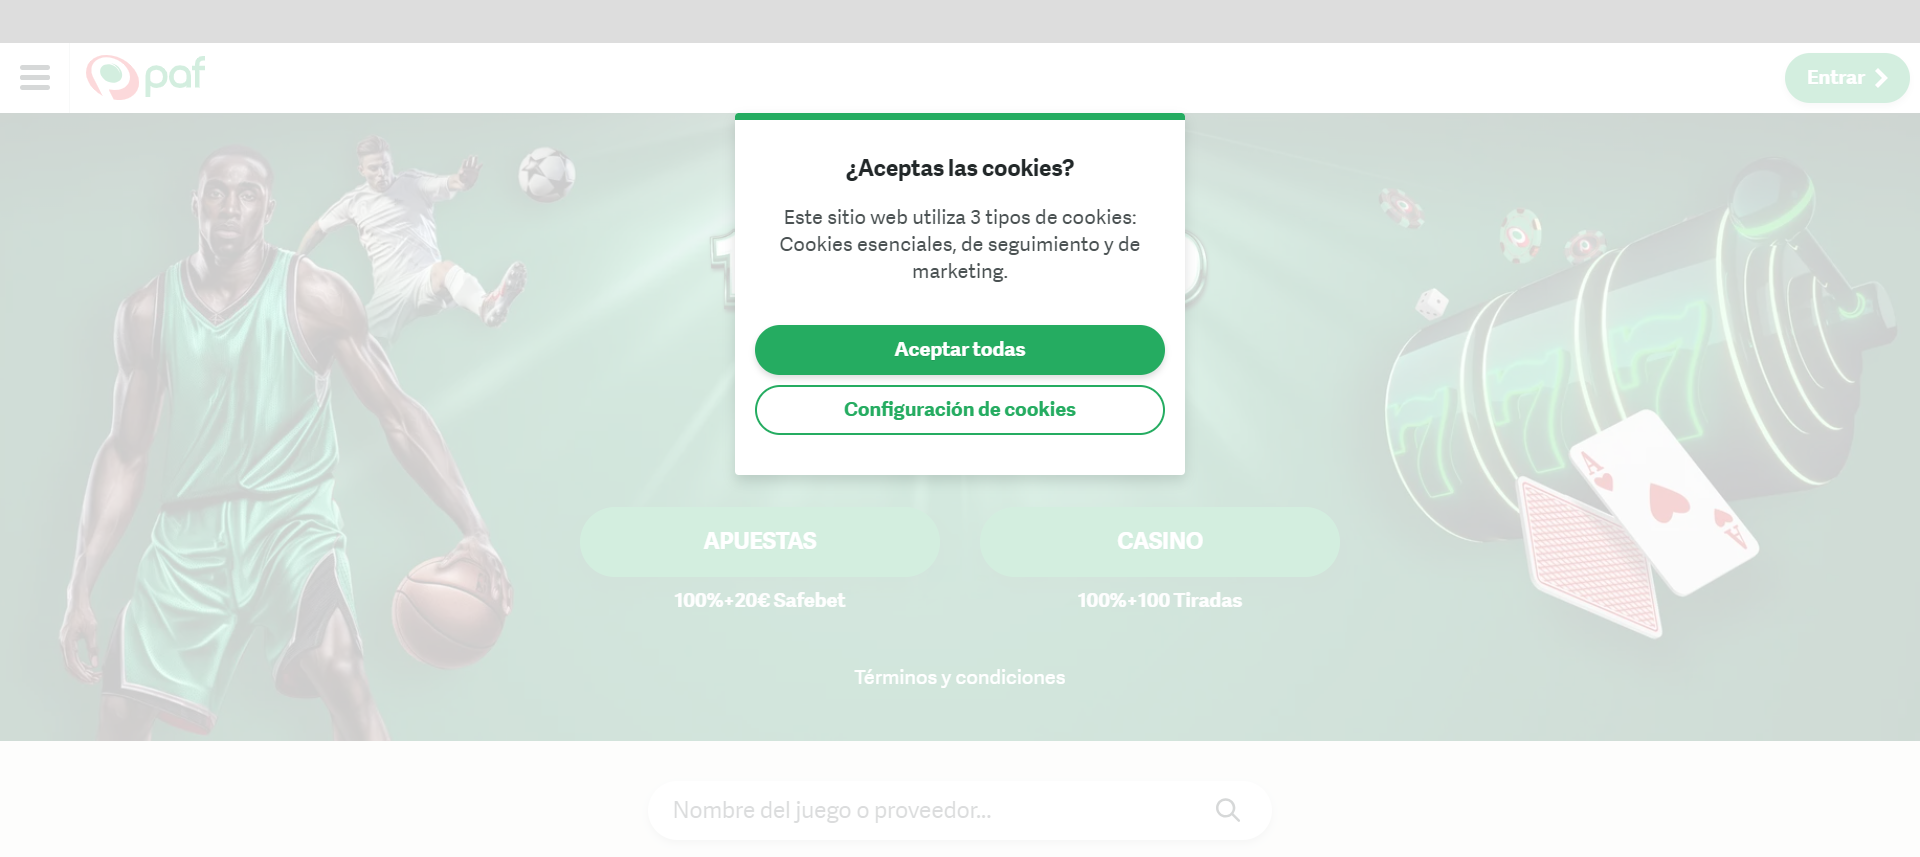 paf
Entrar
¿Aceptas las cookies?
Este sitio web utiliza 3 tipos de cookies:
Cookies esenciales, de seguimiento y de
marketing.
Aceptar todas
Configuración de cookies
777
A
A
APUESTAS
CASINO
100%+20€ Safebet
100%+100 Tiradas
Términos y condiciones
Nombre del juego o proveedor...